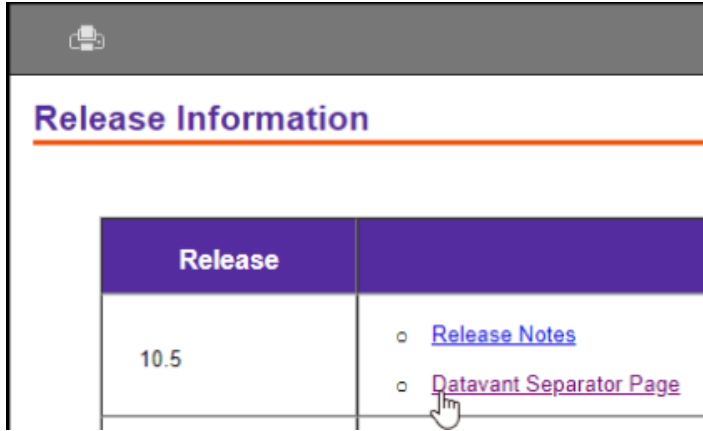 Release Information
Release
10.5
Release Notes
Datavant Separator Page